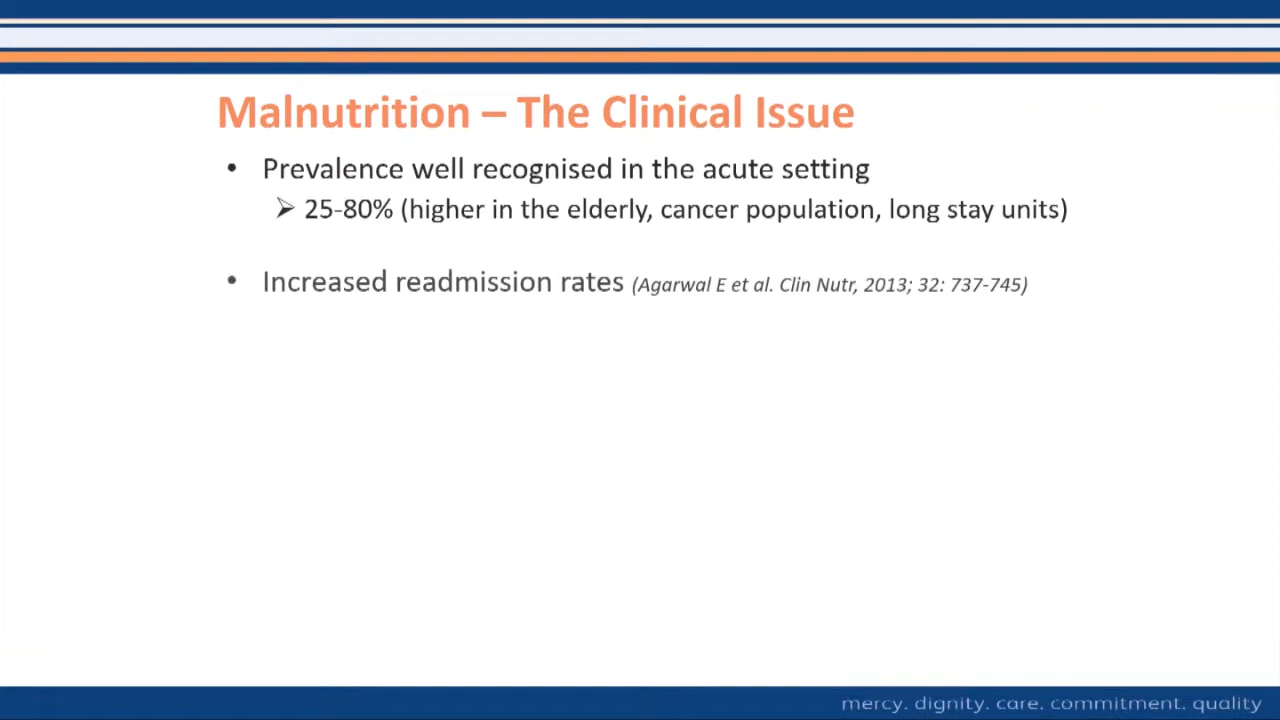 Malnutrition – The Clinical Issue
• Prevalence well recognised in the acute setting
➢ 25-80% (higher in the elderly, cancer population, long stay units)
• Increased readmission rates (Agarwal E et al. Clin Nutr, 2013; 32: 737-745)
mercy. dignity. care. commitment. quality